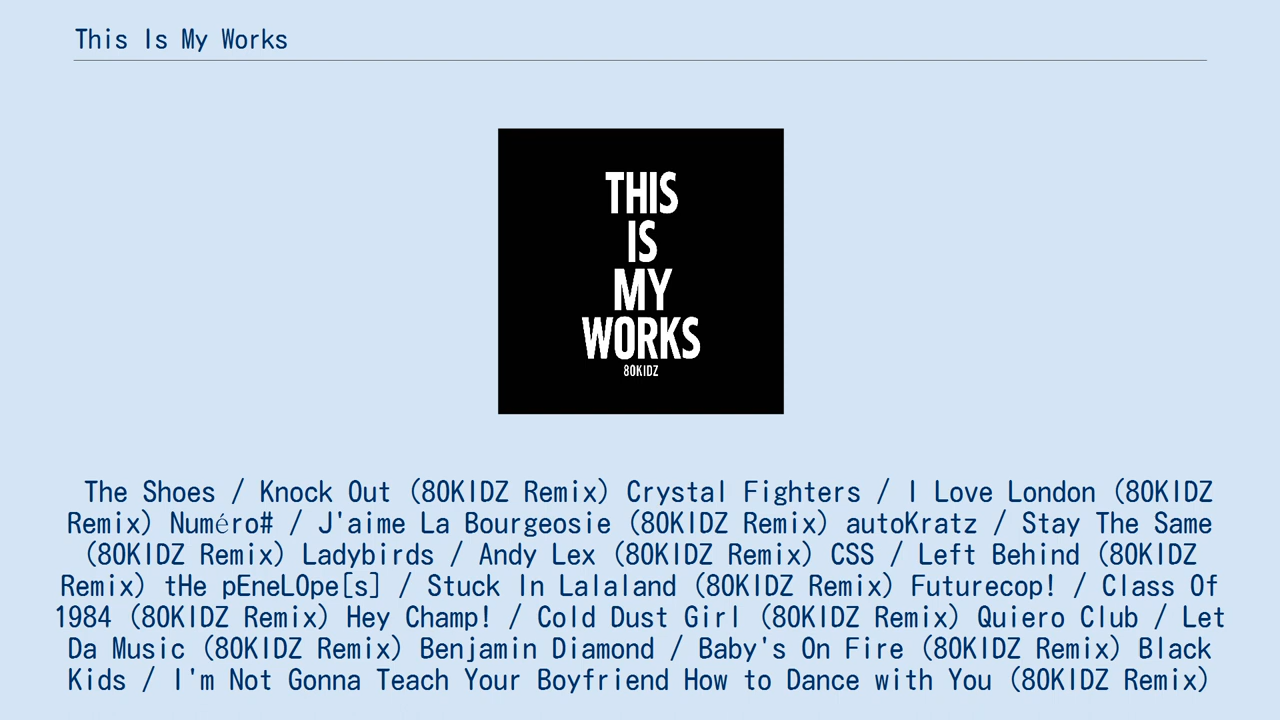 This Is My Works
THIS
IS
MY
WORKS
80KIDZ
The Shoes / Knock Out (80KIDZ Remix) Crystal Fighters / I Love London (80KIDZ
Remix) Numéro# / J'aime La Bourgeosie (80KIDZ Remix) autoKratz / Stay The Same
(80KIDZ Remix) Ladybirds / Andy Lex (80KIDZ Remix) CSS / Left Behind (80KIDZ
Remix) tHe pEneLOpe[s] / Stuck In Lalaland (80KIDZ Remix) Futurecop! / Class Of
1984 (80KIDZ Remix) Hey Champ! / Cold Dust Girl (80KIDZ Remix) Quiero Club / Let
Da Music (80KIDZ Remix) Benjamin Diamond / Baby's On Fire (80KIDZ Remix) Black
Kids / I'm Not Gonna Teach Your Boyfriend How to Dance with You (80KIDZ Remix)